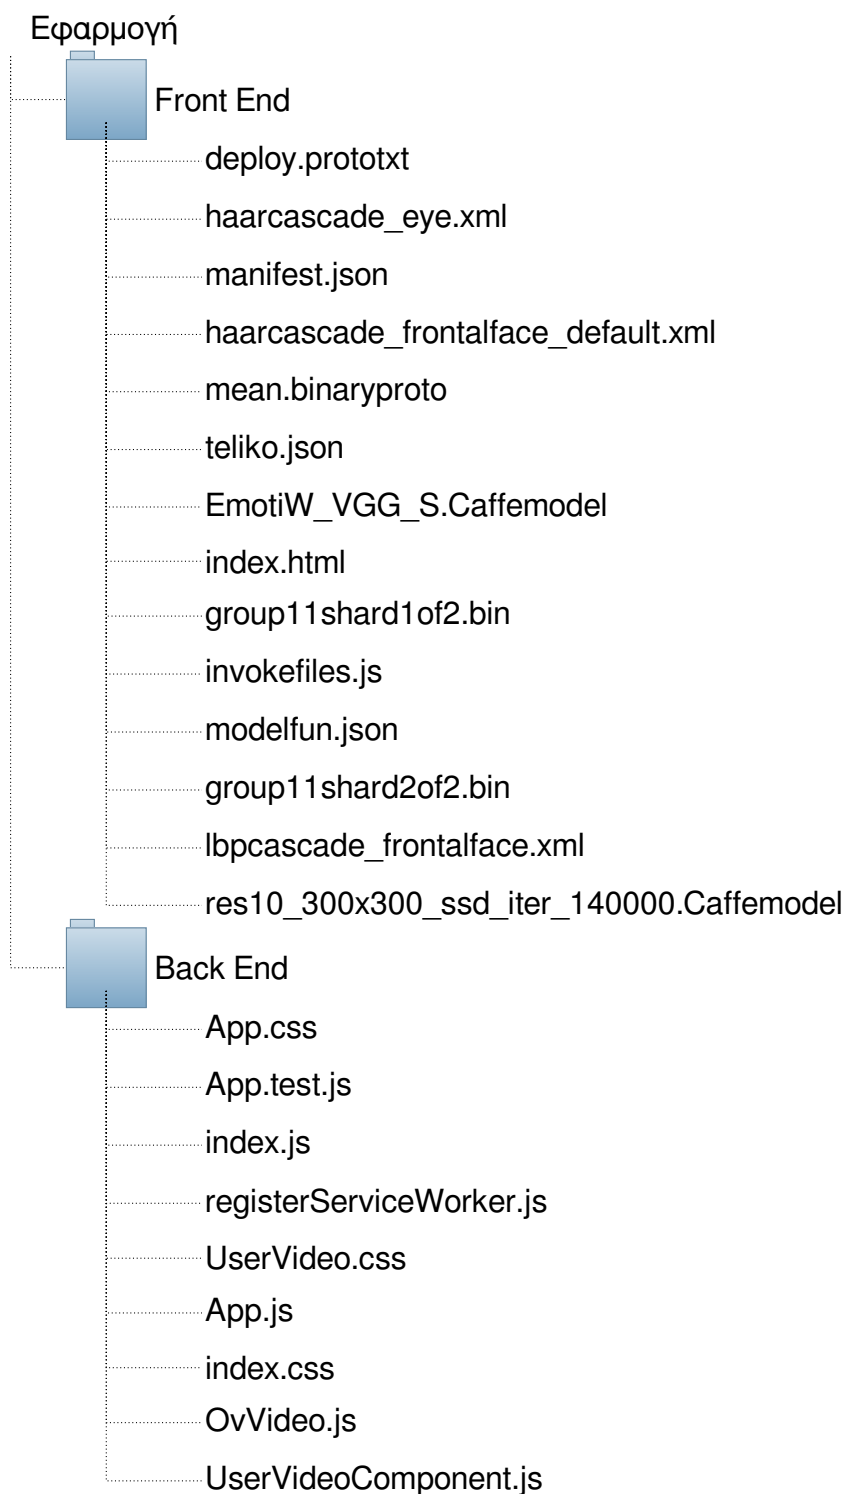 Εφαρμογή
Front End
deploy.prototxt
haarcascade_eye.xml
manifest.json
haarcascade_frontalface_default.xml
mean.binaryproto
teliko.json
EmotiW_VGG_S.Caffemodel
index.html
group11shard1of2.bin
invokefiles.js
modelfun.json
group11shard2of2.bin
lbpcascade_frontalface.xml
res10_300x300_ssd_iter_140000.Caffemodel
Back End
App.css
App.test.js
index.js
registerServiceWorker.js
UserVideo.css
App.js
index.css
OvVideo.js
UserVideoComponent.js